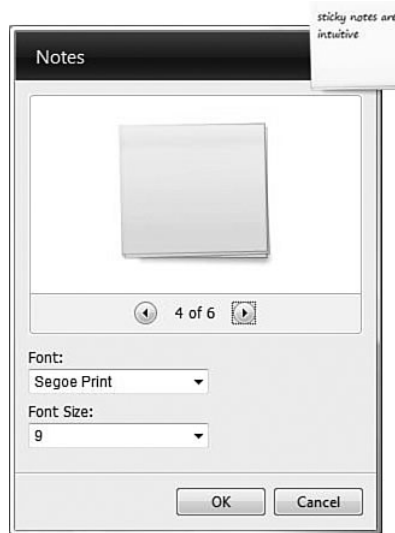 sticky notes are
intuitive
Notes
4 of 6
Font:
Segoe Print
Font Size:
9
OK Cancel